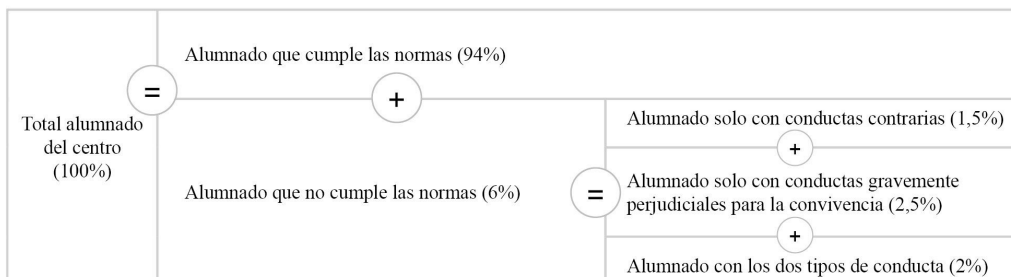 Total alumnado
del centro
(100%)
=
Alumnado que cumple las normas (94%)
+
Alumnado que no cumple las normas (6%)
=
Alumnado solo con conductas contrarias (1,5%)
+
Alumnado solo con conductas gravemente
perjudiciales para la convivencia (2,5%)
+
Alumnado con los dos tipos de conducta (2%)